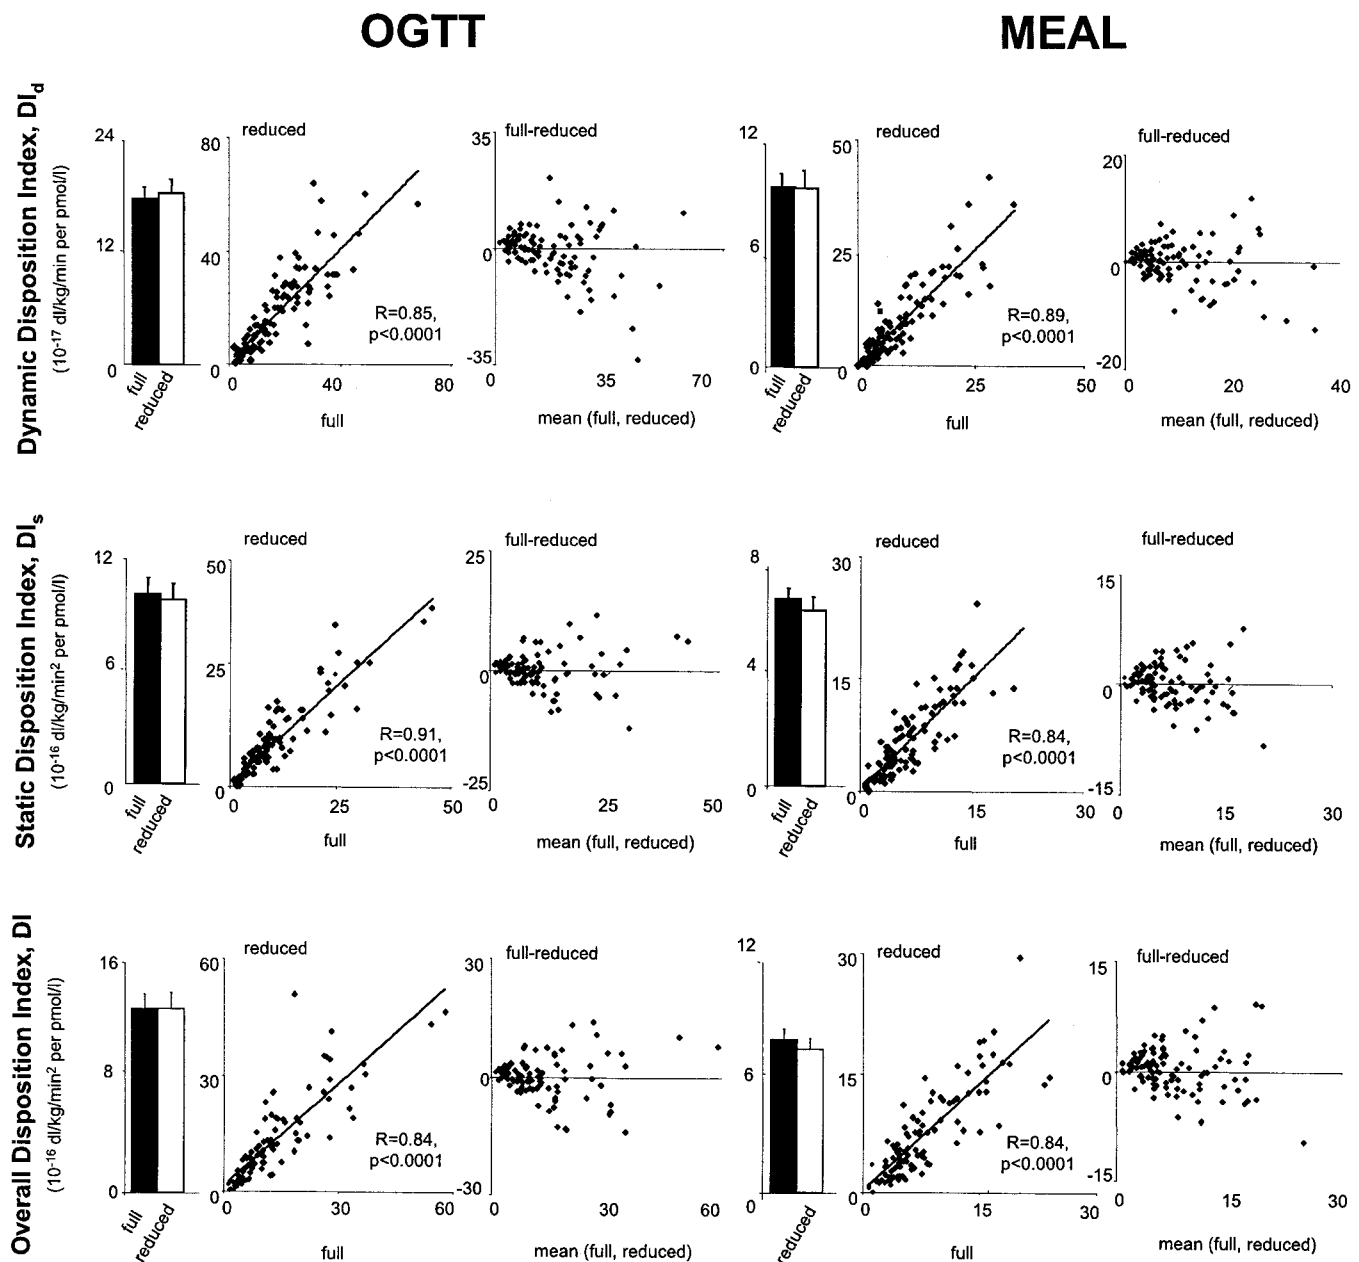 OGTT
MEAL
Dynamic Disposition Index, DId
(10-17 dl/kg/min per pmol/l)
24
12
0
full
reduced
reduced
80
40
0
0
40
80
R=0.85,
p<0.0001
full
full-reduced
35
0
-35
0
35
70
mean (full, reduced)
12
6
0
full
reduced
reduced
50
25
0
0
25
50
R=0.89,
p<0.0001
full
full-reduced
20
0
-20
0
20
40
mean (full, reduced)
Static Disposition Index, DIs
(10-16 dl/kg/min2 per pmol/l)
12
6
0
full
reduced
reduced
50
25
0
0
25
50
R=0.91,
p<0.0001
full
full-reduced
25
0
-25
0
25
50
mean (full, reduced)
8
4
0
full
reduced
reduced
30
15
0
0
15
30
R=0.84,
p<0.0001
full
full-reduced
15
0
-15
0
15
30
mean (full, reduced)
Overall Disposition Index, DI
(10-16 dl/kg/min2 per pmol/l)
16
8
0
full
reduced
reduced
60
30
0
0
30
60
R=0.84,
p<0.0001
full
full-reduced
30
0
-30
0
30
60
mean (full, reduced)
12
6
0
reduced
reduced
30
15
0
0
15
30
R=0.84,
p<0.0001
full
full-reduced
15
0
-15
0
15
30
mean (full, reduced)